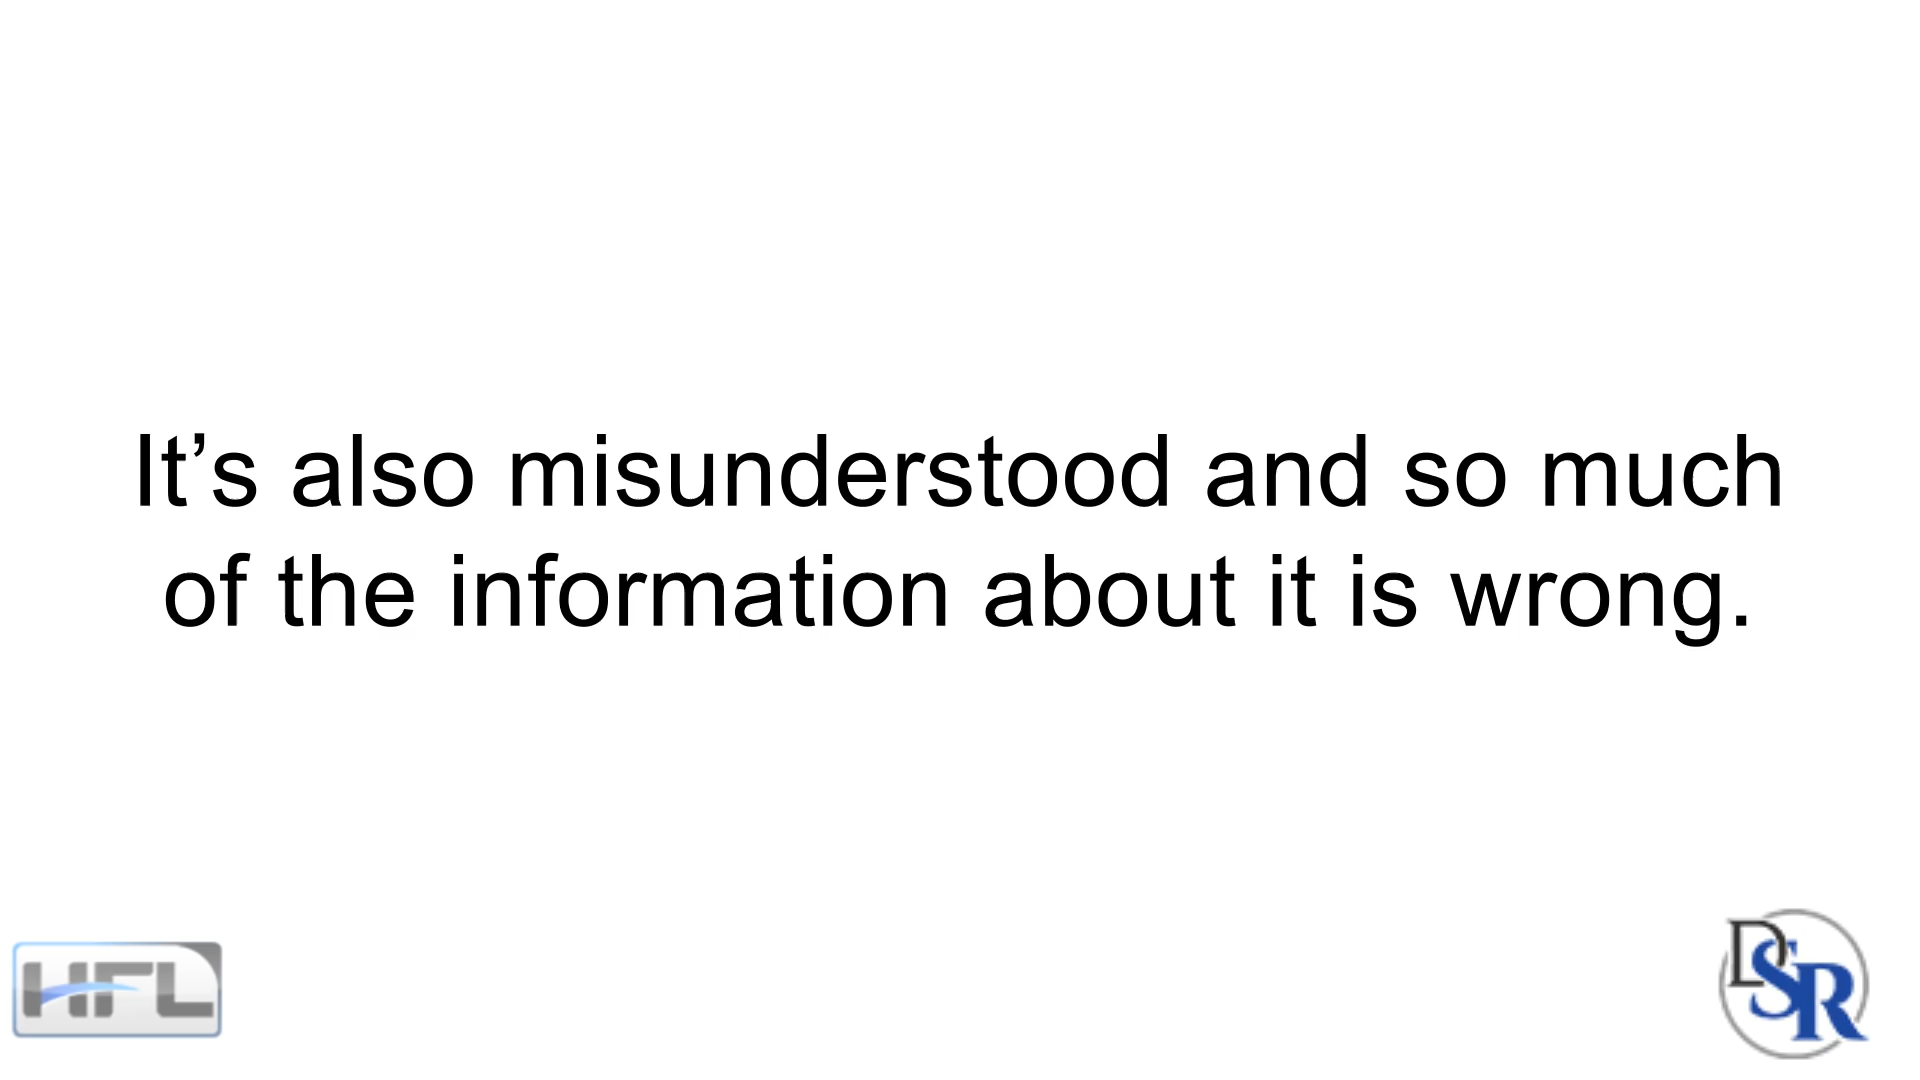 It’s also misunderstood and so much
of the information about it is wrong.
HFL
DSR